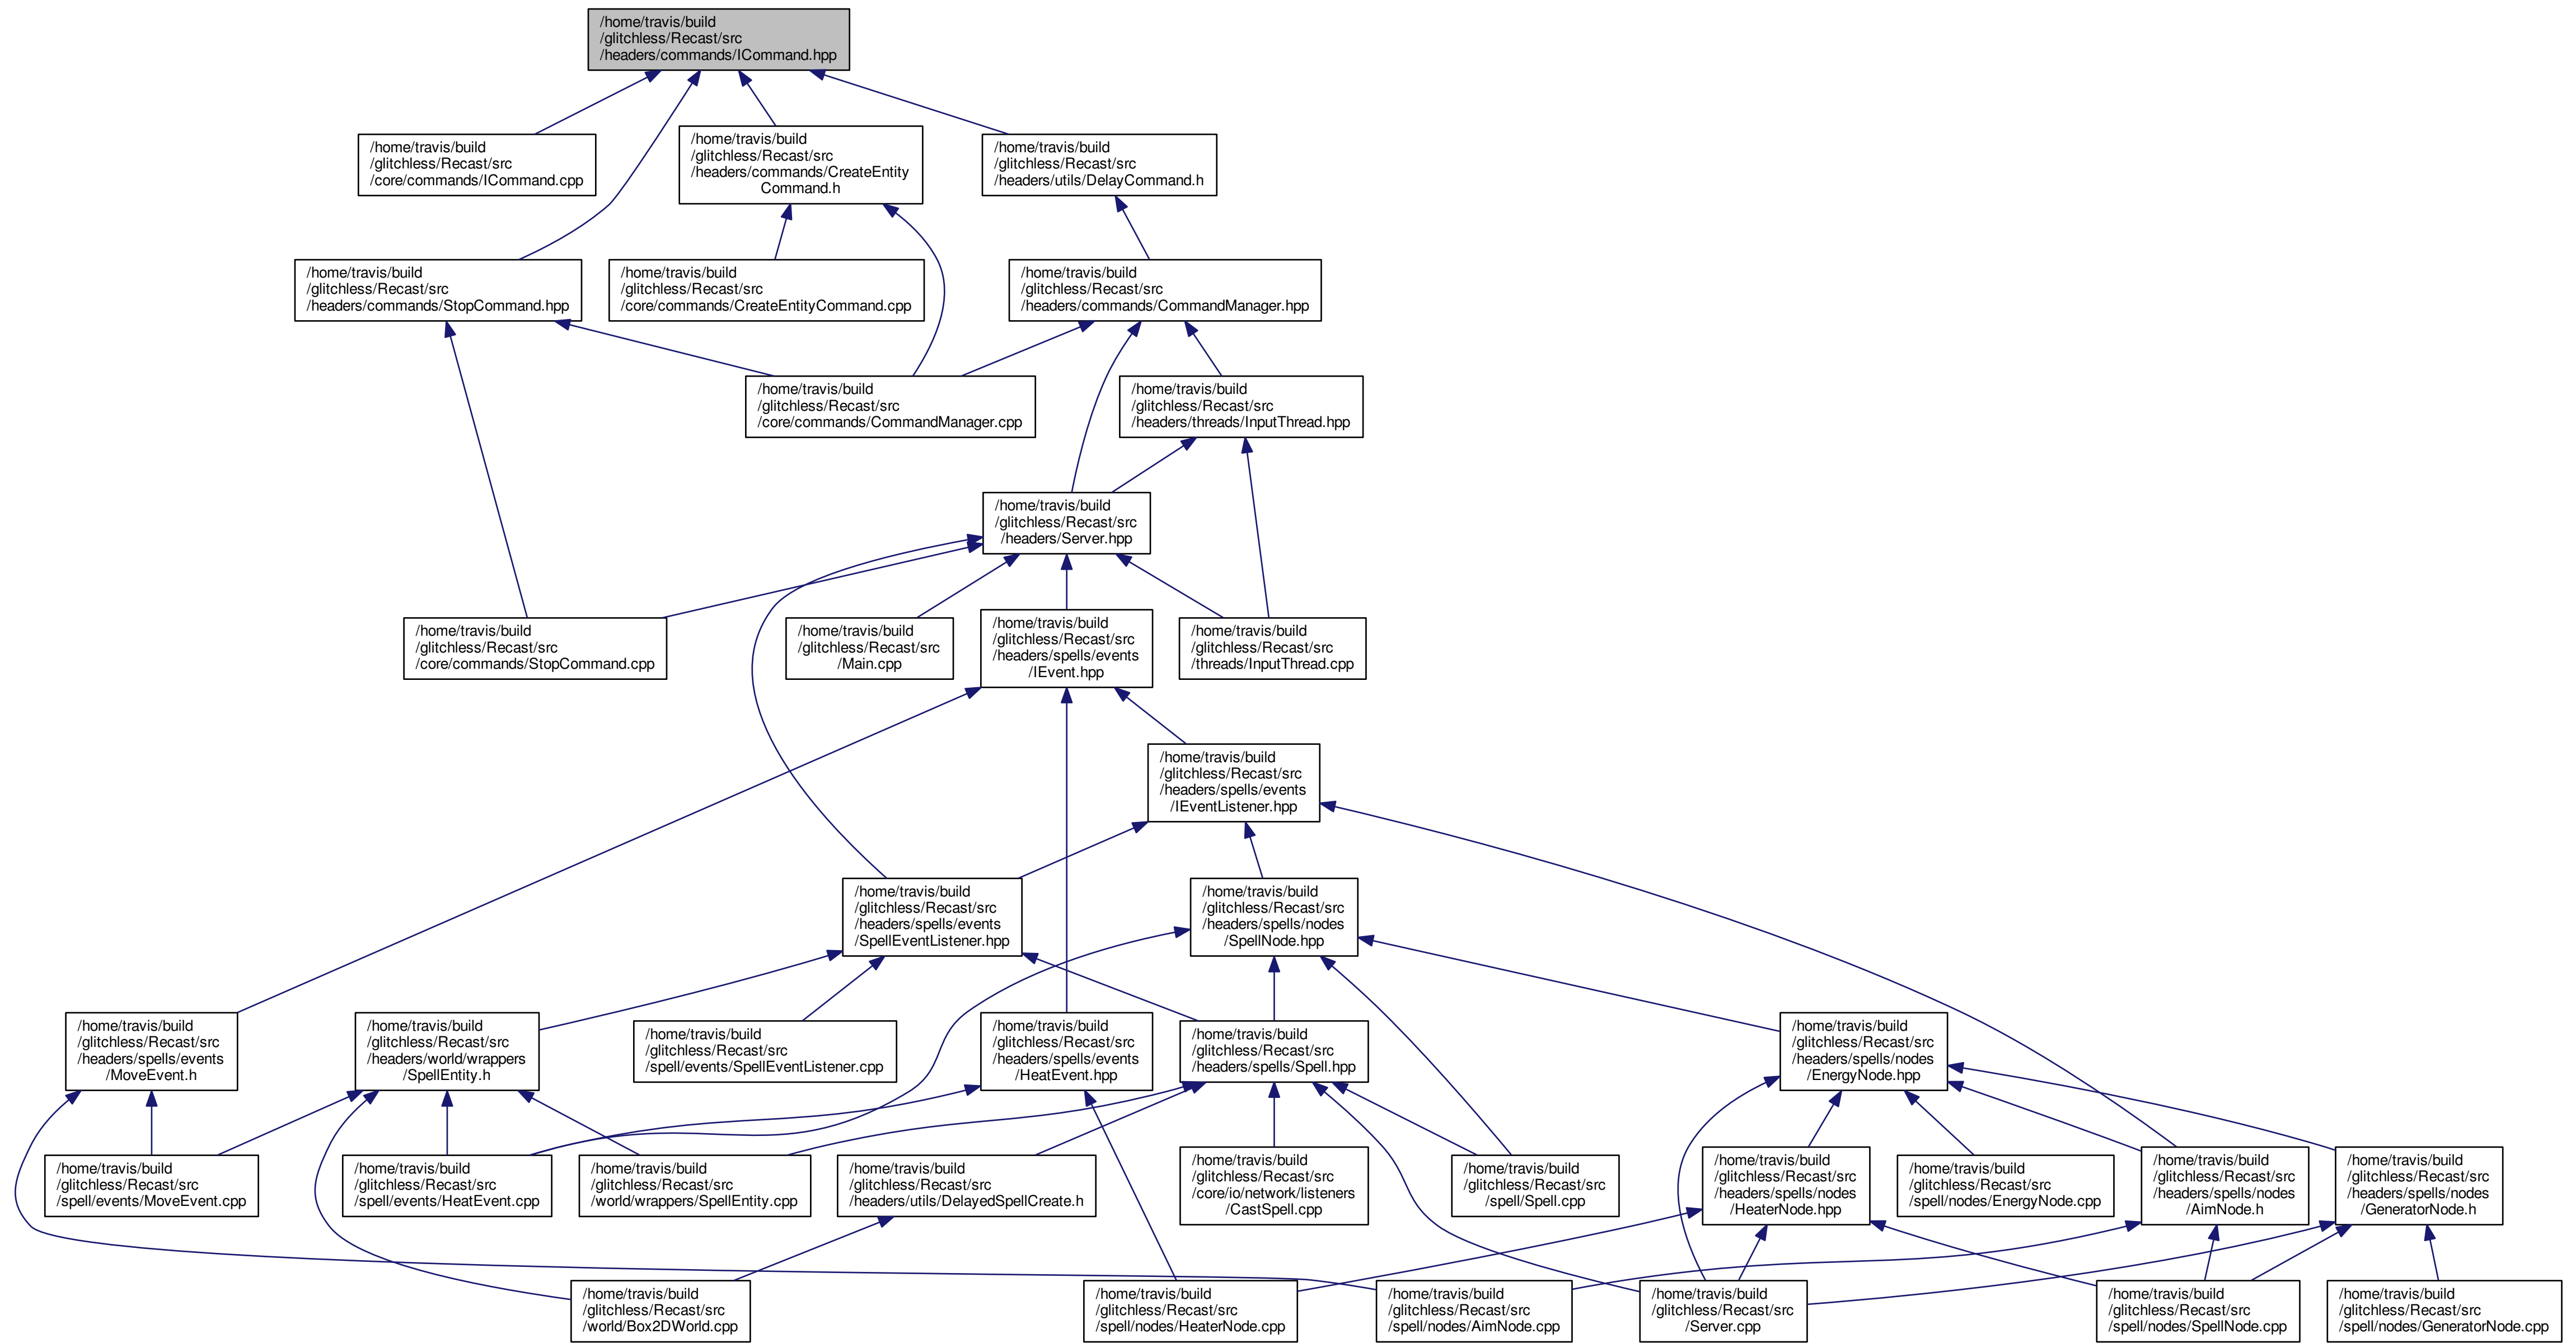 /home/travis/build
/glitchless/Recast/src
/headers/commands/ICommand.hpp
/home/travis/build
/glitchless/Recast/src
/core/commands/ICommand.cpp
/home/travis/build
/glitchless/Recast/src
/headers/commands/CreateEntity
Command.h
/home/travis/build
/glitchless/Recast/src
/headers/utils/DelayCommand.h
/home/travis/build
/glitchless/Recast/src
/headers/commands/StopCommand.hpp
/home/travis/build
/glitchless/Recast/src
/core/commands/CreateEntityCommand.cpp
/home/travis/build
/glitchless/Recast/src
/headers/commands/CommandManager.hpp
/home/travis/build
/glitchless/Recast/src
/core/commands/CommandManager.cpp
/home/travis/build
/glitchless/Recast/src
/headers/threads/InputThread.hpp
/home/travis/build
/glitchless/Recast/src
/headers/Server.hpp
/home/travis/build
/glitchless/Recast/src
/core/commands/StopCommand.cpp
/home/travis/build
/glitchless/Recast/src
/Main.cpp
/home/travis/build
/glitchless/Recast/src
/headers/spells/events
/IEvent.hpp
/home/travis/build
/glitchless/Recast/src
/threads/InputThread.cpp
/home/travis/build
/glitchless/Recast/src
/headers/spells/events
/IEventListener.hpp
/home/travis/build
/glitchless/Recast/src
/headers/spells/events
/SpellEventListener.hpp
/home/travis/build
/glitchless/Recast/src
/headers/spells/nodes
/SpellNode.hpp
/home/travis/build
/glitchless/Recast/src
/headers/spells/events
/MoveEvent.h
/home/travis/build
/glitchless/Recast/src
/headers/world/wrappers
/SpellEntity.h
/home/travis/build
/glitchless/Recast/src
/spell/events/SpellEventListener.cpp
/home/travis/build
/glitchless/Recast/src
/headers/spells/events
/HeatEvent.hpp
/home/travis/build
/glitchless/Recast/src
/headers/spells/Spell.hpp
/home/travis/build
/glitchless/Recast/src
/headers/spells/nodes
/EnergyNode.hpp
/home/travis/build
/glitchless/Recast/src
/spell/events/MoveEvent.cpp
/home/travis/build
/glitchless/Recast/src
/spell/events/HeatEvent.cpp
/home/travis/build
/glitchless/Recast/src
/world/wrappers/SpellEntity.cpp
/home/travis/build
/glitchless/Recast/src
/headers/utils/DelayedSpellCreate.h
/home/travis/build
/glitchless/Recast/src
/core/io/network/listeners
/CastSpell.cpp
/home/travis/build
/glitchless/Recast/src
/spell/Spell.cpp
/home/travis/build
/glitchless/Recast/src
/headers/spells/nodes
/HeaterNode.hpp
/home/travis/build
/glitchless/Recast/src
/spell/nodes/EnergyNode.cpp
/home/travis/build
/glitchless/Recast/src
/headers/spells/nodes
/AimNode.h
/home/travis/build
/glitchless/Recast/src
/headers/spells/nodes
/GeneratorNode.h
/home/travis/build
/glitchless/Recast/src
/world/Box2DWorld.cpp
/home/travis/build
/glitchless/Recast/src
/spell/nodes/HeaterNode.cpp
/home/travis/build
/glitchless/Recast/src
/spell/nodes/AimNode.cpp
/home/travis/build
/glitchless/Recast/src
/Server.cpp
/home/travis/build
/glitchless/Recast/src
/spell/nodes/SpellNode.cpp
/home/travis/build
/glitchless/Recast/src
/spell/nodes/GeneratorNode.cpp